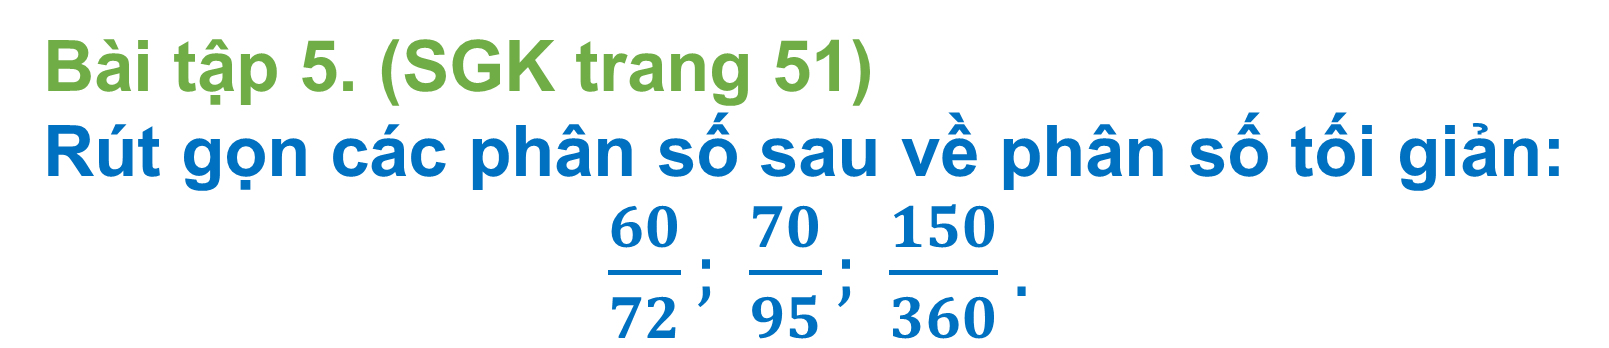 Bài tập 5. (SGK trang 51)
Rút gọn các phân số sau về phân số tối giản:
60/72; 70/95; 150/360.